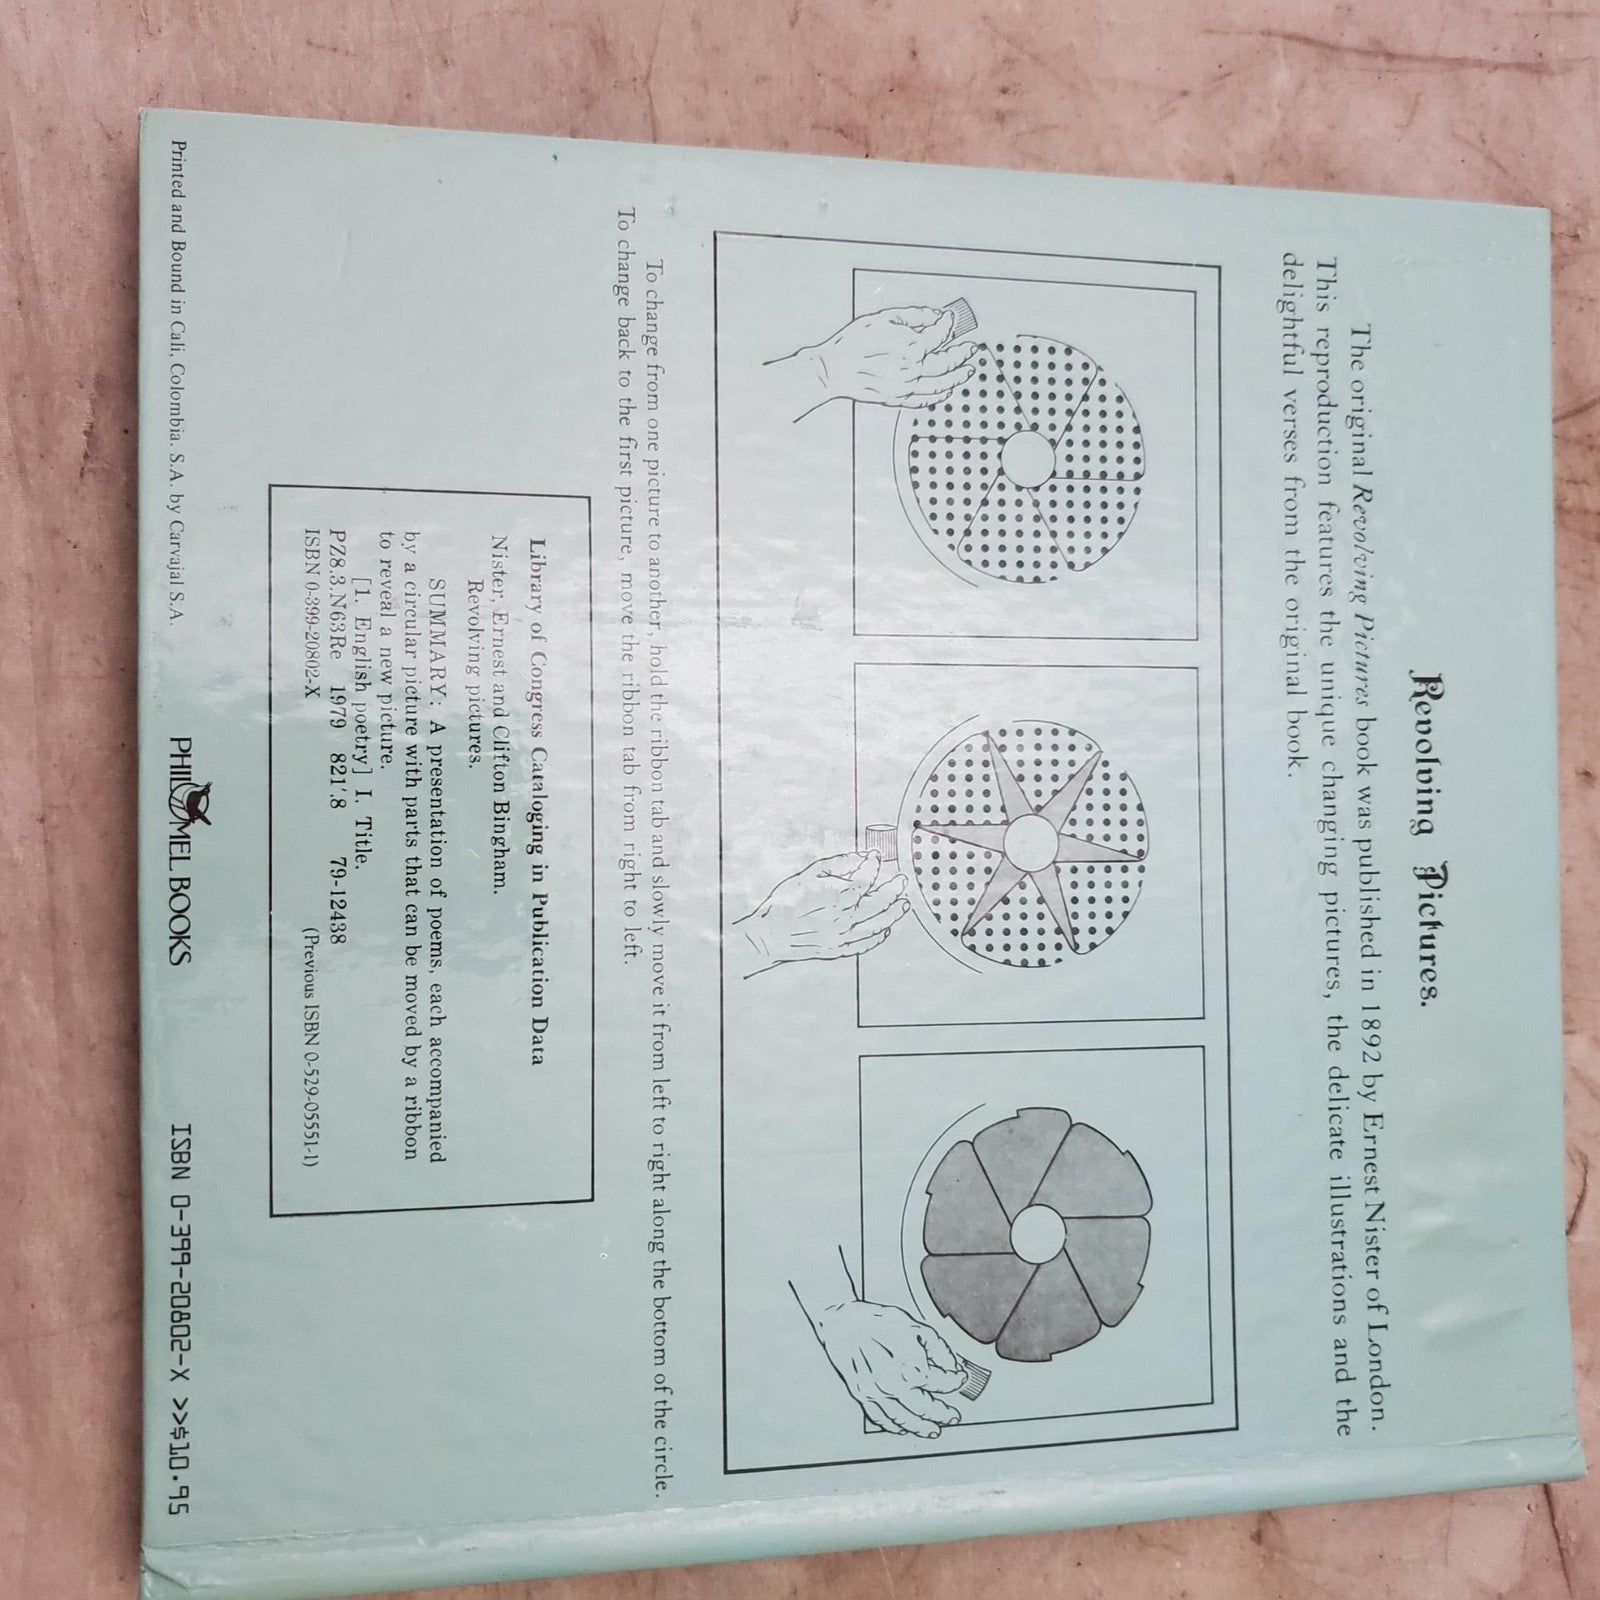 Revolving Pictures.
The original Revolving Pictures book was published in 1892 by Ernest Nister of London.
This reproduction features the unique changing pictures, the delicate illustrations and the
delightful verses from the original book.
To change from one picture to another, hold the ribbon tab and slowly move it from left to right along the bottom of the circle.
To change back to the first picture, move the ribbon tab from right to left.
Library of Congress Cataloging in Publication Data
Nister, Ernest and Clifton Bingham.
Revolving pictures.
SUMMARY: A presentation of poems, each accompanied
by a circular picture with parts that can be moved by a ribbon
to reveal a new picture.
[1. English poetry] I. Title.
PZ8.3.N63Re 1979 821'.8 79-12438
ISBN 0-399-20802-X (Previous ISBN 0-529-05551-1)
Printed and Bound in Cali, Colombia. S.A. by Carvajal S.A.
PHILOMEL BOOKS
ISBN 0-399-20802-X >>$10.95